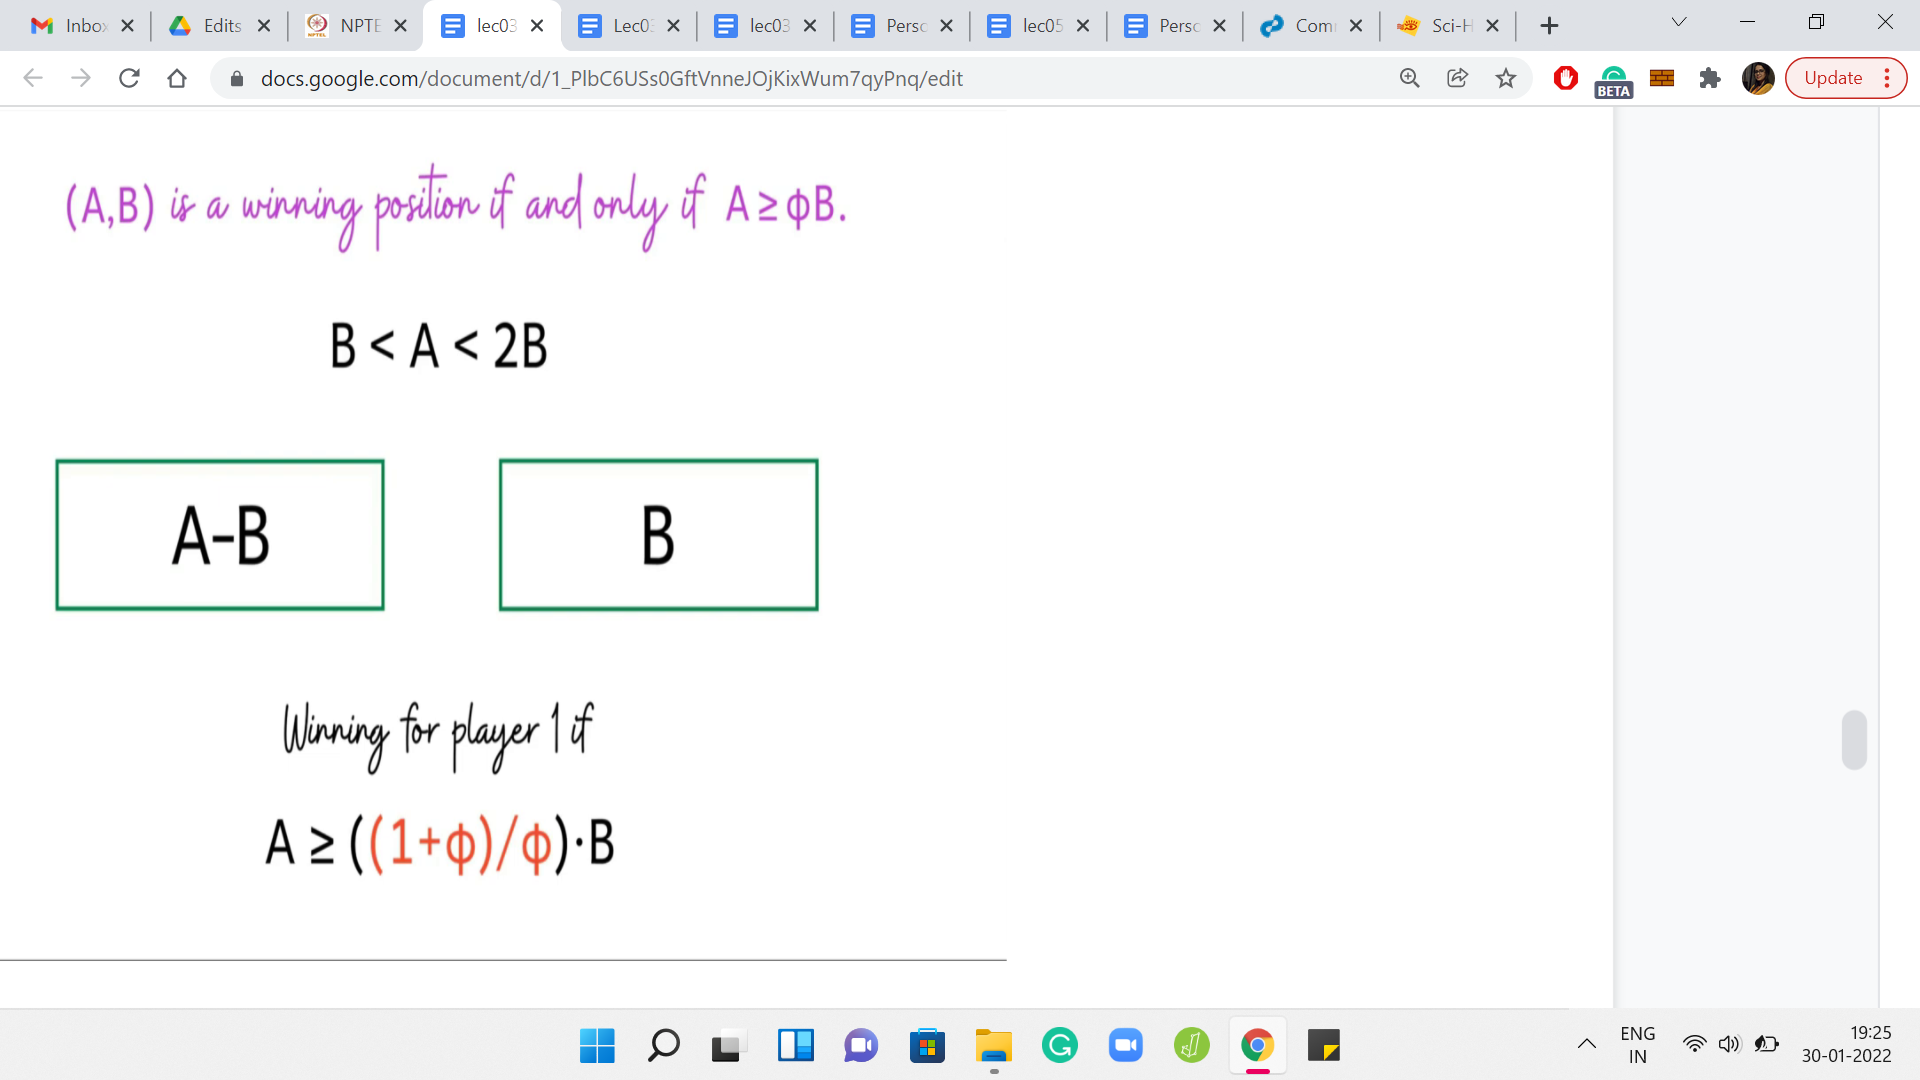 Inbox
Edits
NPTE
lec03
Lec03
lec03
Perso
lec05
Perso
Com
Sci-H
docs.google.com/document/d/1_PlbC6USs0GftVnneJOjKixWum7qyPnq/edit
BETA
Update
(A,B) is a winning position if and only if A ≥ φB.
B < A < 2B
A-B
B
Winning for player 1 if
A ≥ ((1+φ)/φ)·B
ENG
IN
19:25
30-01-2022